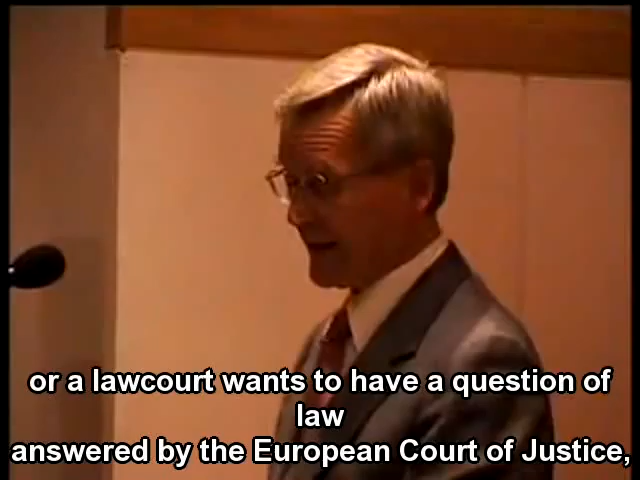 or a lawcourt wants to have a question of
law
answered by the European Court of Justice,